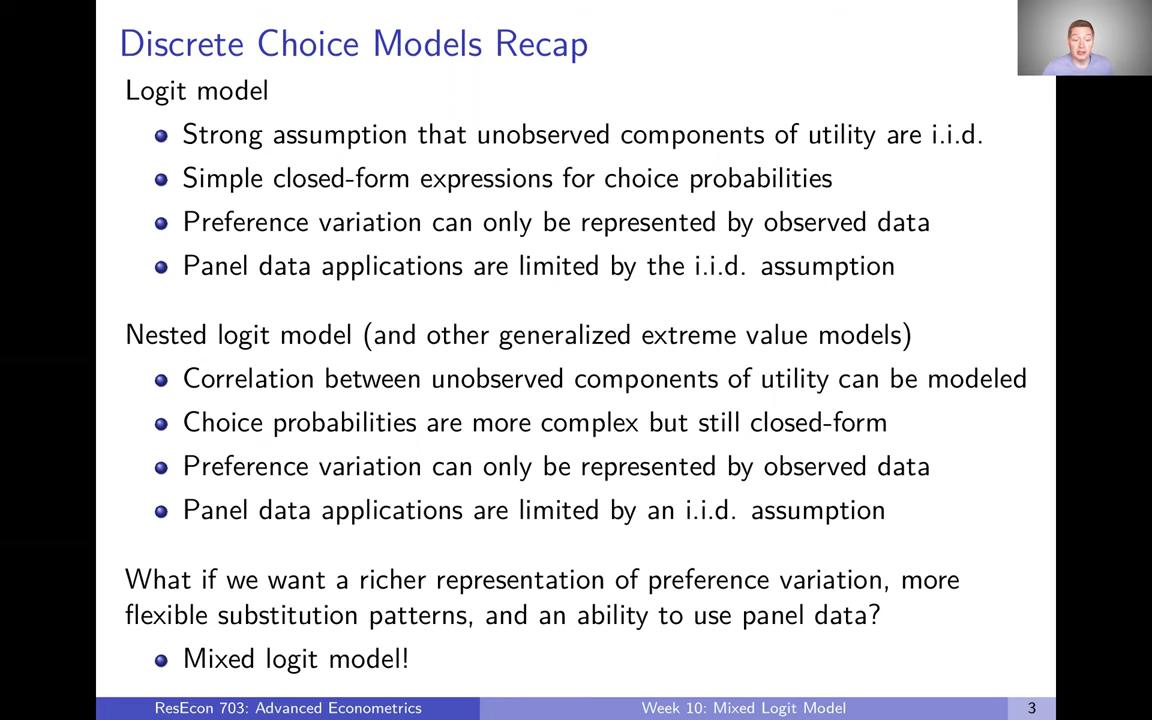 Discrete Choice Models Recap
Logit model
Strong assumption that unobserved components of utility are i.i.d.
Simple closed-form expressions for choice probabilities
Preference variation can only be represented by observed data
Panel data applications are limited by the i.i.d. assumption
Nested logit model (and other generalized extreme value models)
Correlation between unobserved components of utility can be modeled
Choice probabilities are more complex but still closed-form
Preference variation can only be represented by observed data
Panel data applications are limited by an i.i.d. assumption
What if we want a richer representation of preference variation, more
flexible substitution patterns, and an ability to use panel data?
Mixed logit model!
ResEcon 703: Advanced Econometrics
Week 10: Mixed Logit Model
3